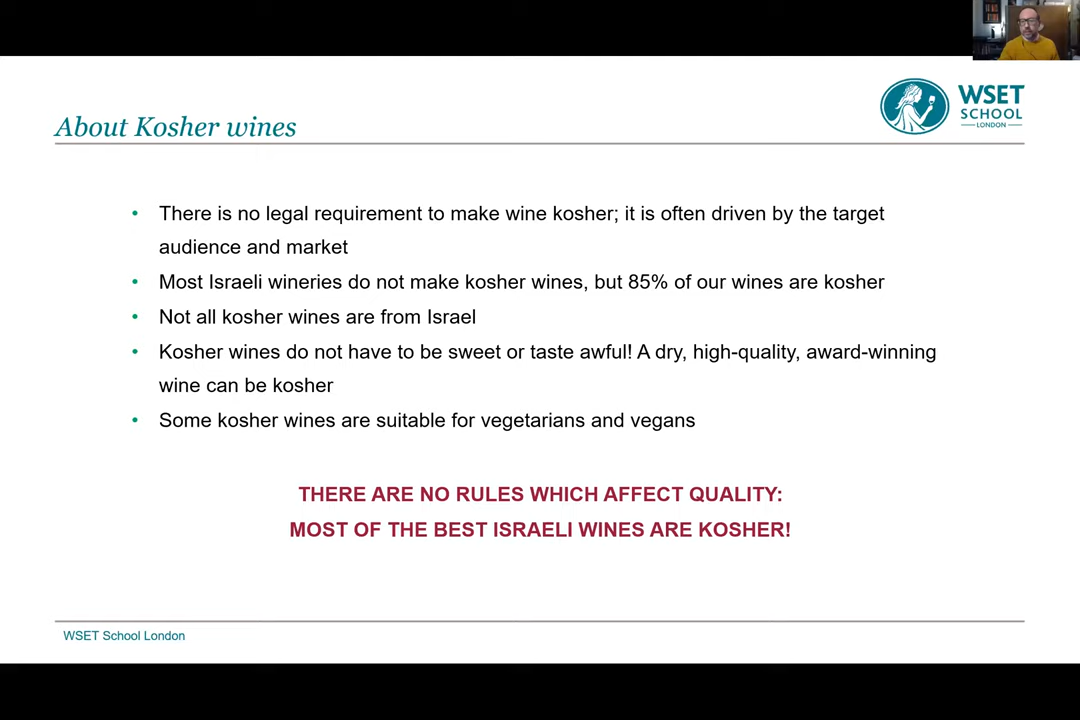 About Kosher wines
WSET
SCHOOL
LONDON
• There is no legal requirement to make wine kosher; it is often driven by the target
audience and market
• Most Israeli wineries do not make kosher wines, but 85% of our wines are kosher
• Not all kosher wines are from Israel
• Kosher wines do not have to be sweet or taste awful! A dry, high-quality, award-winning
wine can be kosher
• Some kosher wines are suitable for vegetarians and vegans
THERE ARE NO RULES WHICH AFFECT QUALITY:
MOST OF THE BEST ISRAELI WINES ARE KOSHER!
WSET School London